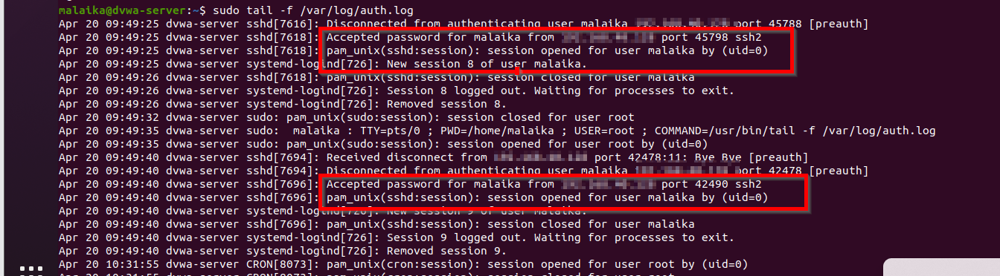 malaika@dvwa-server:~$ sudo tail -f /var/log/auth.log
Apr 20 09:49:25 dvwa-server sshd[7616]: Disconnected from authenticating user malaika port 45788 [preauth]
Apr 20 09:49:25 dvwa-server sshd[7618]: Accepted password for malaika from port 45798 ssh2
Apr 20 09:49:25 dvwa-server sshd[7618]: pam_unix(sshd:session): session opened for user malaika by (uid=0)
Apr 20 09:49:25 dvwa-server systemd-logind[726]: New session 8 of user malaika.
Apr 20 09:49:26 dvwa-server sshd[7618]: pam_unix(sshd:session): session closed for user malaika
Apr 20 09:49:26 dvwa-server systemd-logind[726]: Session 8 logged out. Waiting for processes to exit.
Apr 20 09:49:26 dvwa-server systemd-logind[726]: Removed session 8.
Apr 20 09:49:32 dvwa-server sudo: pam_unix(sudo:session): session closed for user root
Apr 20 09:49:35 dvwa-server sudo:  malaika : TTY=pts/0 ; PWD=/home/malaika ; USER=root ; COMMAND=/usr/bin/tail -f /var/log/auth.log
Apr 20 09:49:35 dvwa-server sudo: pam_unix(sudo:session): session opened for user root by (uid=0)
Apr 20 09:49:40 dvwa-server sshd[7694]: Received disconnect from port 42478:11: Bye Bye [preauth]
Apr 20 09:49:40 dvwa-server sshd[7694]: Disconnected from authenticating user malaika port 42478 [preauth]
Apr 20 09:49:40 dvwa-server sshd[7696]: Accepted password for malaika from port 42490 ssh2
Apr 20 09:49:40 dvwa-server sshd[7696]: pam_unix(sshd:session): session opened for user malaika by (uid=0)
Apr 20 09:49:40 dvwa-server systemd-logind[726]: New session 9 of user malaika.
Apr 20 09:49:40 dvwa-server sshd[7696]: pam_unix(sshd:session): session closed for user malaika
Apr 20 09:49:40 dvwa-server systemd-logind[726]: Session 9 logged out. Waiting for processes to exit.
Apr 20 09:49:40 dvwa-server systemd-logind[726]: Removed session 9.
Apr 20 10:31:55 dvwa-server CRON[8073]: pam_unix(cron:session): session opened for user root by (uid=0)
Apr 20 10:31:55 dvwa-server CRON[8073]: pam_unix(cron:session): session closed for user root